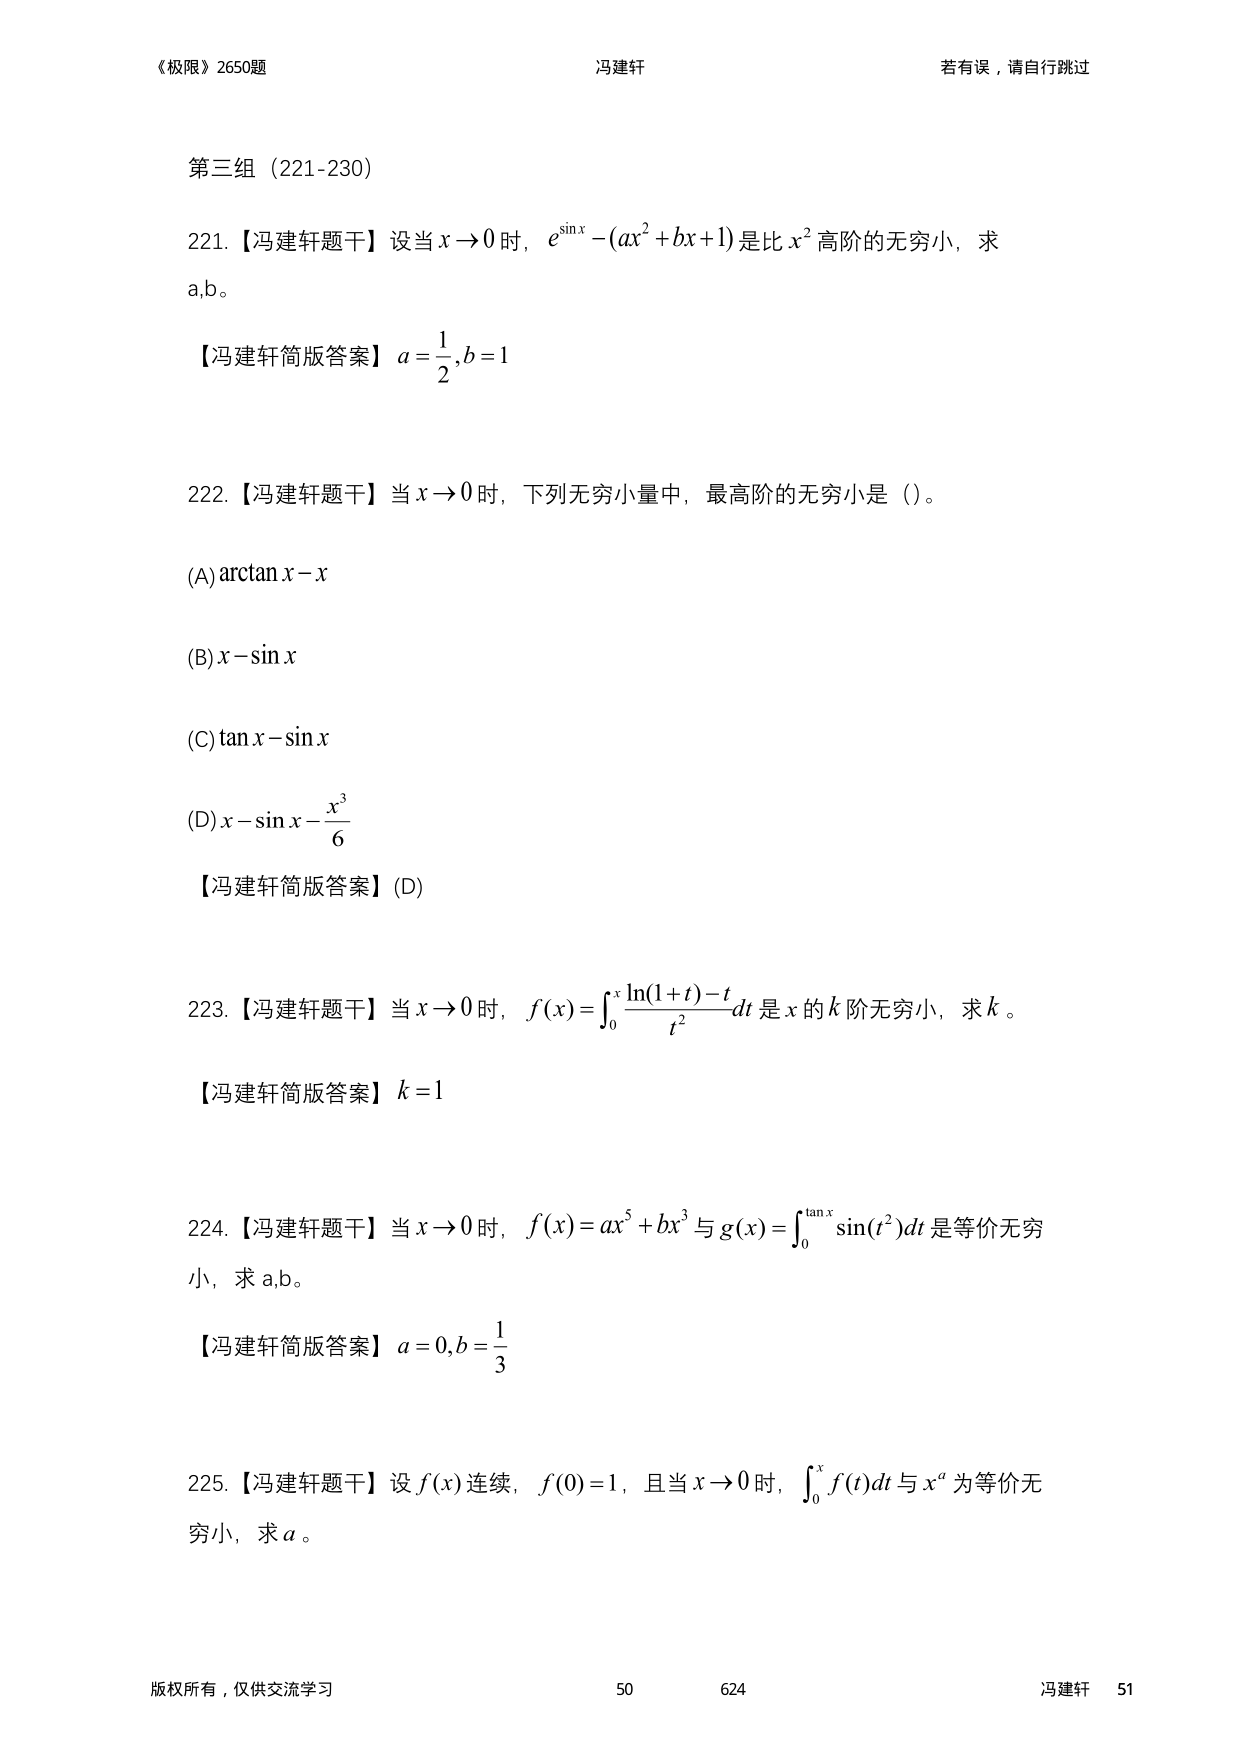 《极限》2650题 冯建轩 若有误，请自行跳过
第三组（221-230）
221.【冯建轩题干】设当 x→0 时， e^{sin x} −(ax²+bx+1) 是比 x² 高阶的无穷小，求
a,b。
【冯建轩简版答案】 a = 1/2 , b = 1
222.【冯建轩题干】当 x→0 时，下列无穷小量中，最高阶的无穷小是（）。
(A) arctan x − x
(B) x − sin x
(C) tan x − sin x
(D) x − sin x − x³/6
【冯建轩简版答案】(D)
223.【冯建轩题干】当 x→0 时， f(x) = ∫₀ˣ (ln(1+t)−t)/t² dt 是 x 的 k 阶无穷小，求 k 。
【冯建轩简版答案】 k = 1
224.【冯建轩题干】当 x→0 时， f(x) = ax⁵ + bx³ 与 g(x) = ∫₀^{tan x} sin(t²)dt 是等价无穷
小，求 a,b。
【冯建轩简版答案】 a = 0, b = 1/3
225.【冯建轩题干】设 f(x) 连续， f(0) = 1，且当 x→0 时， ∫₀ˣ f(t)dt 与 xᵃ 为等价无
穷小，求 a 。
版权所有，仅供交流学习 50 624 冯建轩 51